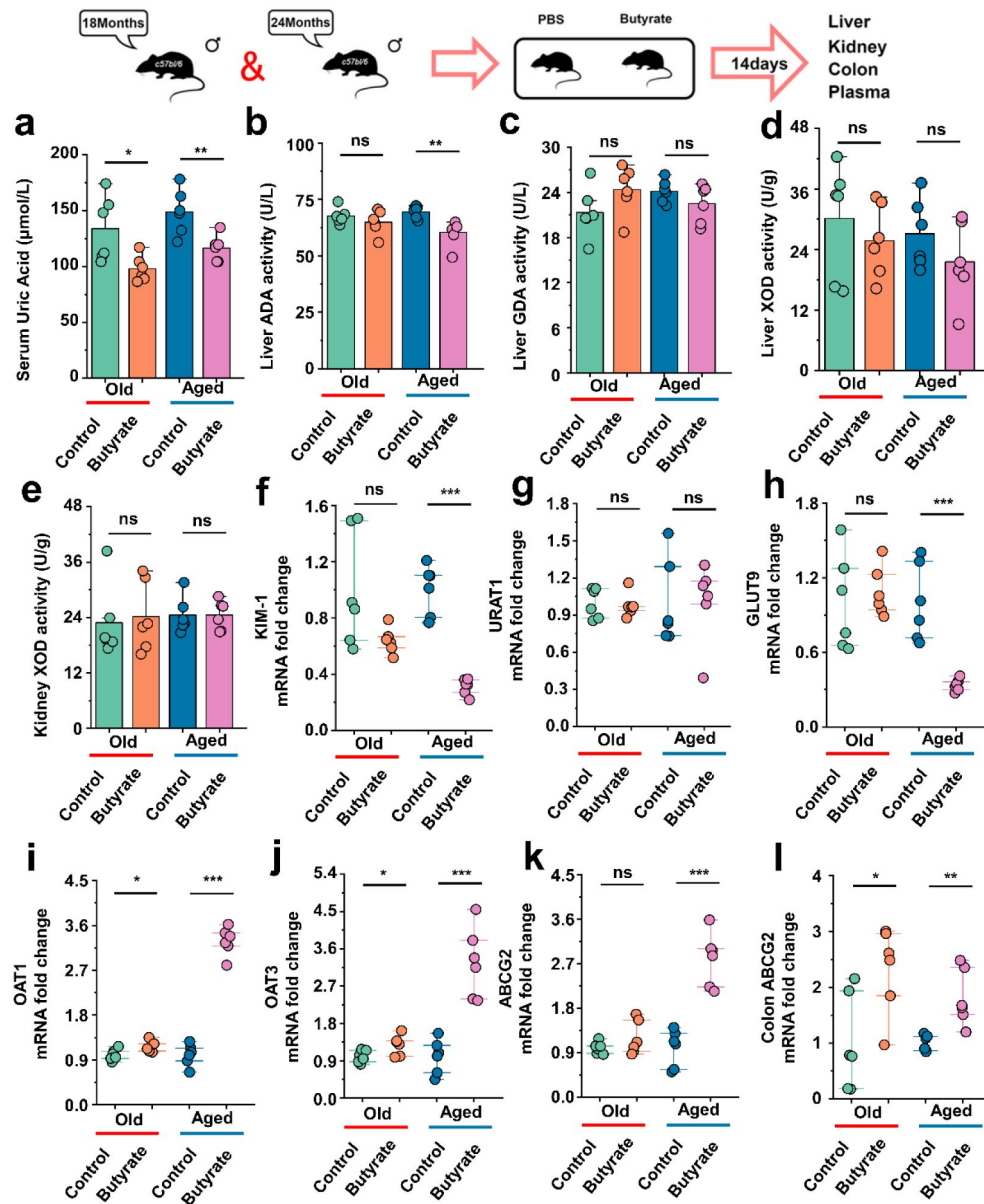 18Months
c57bl/6
♂
&
24Months
c57bl/6
♂
PBS Butyrate
14days
Liver
Kidney
Colon
Plasma
a
Serum Uric Acid (μmol/L)
200
150
100
50
0
*
**
Old
Aged
Control
Butyrate
Control
Butyrate
b
Liver ADA activity (U/L)
100
75
50
25
0
ns
**
Old
Aged
Control
Butyrate
Control
Butyrate
c
Liver GDA activity (U/L)
30
24
18
12
6
0
ns
ns
Old
Aged
Control
Butyrate
Control
Butyrate
d
Liver XOD activity (U/g)
48
36
24
12
0
ns
ns
Old
Aged
Control
Butyrate
Control
Butyrate
e
Kidney XOD activity (U/g)
48
36
24
12
0
ns
ns
Old
Aged
Control
Butyrate
Control
Butyrate
f
KIM-1
mRNA fold change
1.6
1.2
0.8
0.4
0.0
ns
***
Old
Aged
Control
Butyrate
Control
Butyrate
g
URAT1
mRNA fold change
1.8
1.5
1.2
0.9
0.6
0.3
0.0
ns
ns
Old
Aged
Control
Butyrate
Control
Butyrate
h
GLUT9
mRNA fold change
1.8
1.2
0.6
0.0
ns
***
Old
Aged
Control
Butyrate
Control
Butyrate
i
OAT1
mRNA fold change
4.5
3.6
2.7
1.8
0.9
0.0
*
***
Old
Aged
Control
Butyrate
Control
Butyrate
j
OAT3
mRNA fold change
5.4
4.5
3.6
2.7
1.8
0.9
0.0
*
***
Old
Aged
Control
Butyrate
Control
Butyrate
k
ABCG2
mRNA fold change
4.5
3.6
2.7
1.8
0.9
0.0
ns
***
Old
Aged
Control
Butyrate
Control
Butyrate
l
Colon ABCG2
mRNA fold change
4
3
2
1
0
*
**
Old
Aged
Control
Butyrate
Control
Butyrate